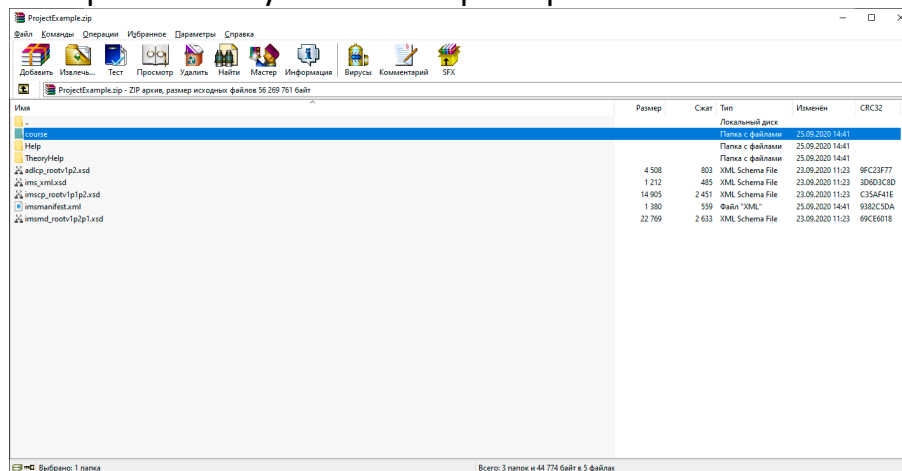 ProjectExample.zip
Файл Команды Операции Избранное Параметры Справка
Добавить Извлечь... Тест Просмотр Удалить Найти Мастер Информация Вирусы Комментарий SFX
ProjectExample.zip - ZIP архив, размер исходных файлов 56 269 761 байт
Имя Размер Сжат Тип Изменён CRC32
.. Локальный диск
course Папка с файлами 25.09.2020 14:41
Help Папка с файлами 25.09.2020 14:41
TheoryHelp Папка с файлами 25.09.2020 14:41
adlcp_rootv1p2.xsd 4 508 803 XML Schema File 23.09.2020 11:23 9FC23F77
ims_xml.xsd 1 212 485 XML Schema File 23.09.2020 11:23 3D6D3C8D
imscp_rootv1p1p2.xsd 14 905 2 451 XML Schema File 23.09.2020 11:23 C35AF41E
imsmanifest.xml 1 380 559 Файл "XML" 25.09.2020 14:41 9382C5DA
imsmd_rootv1p2p1.xsd 22 769 2 633 XML Schema File 23.09.2020 11:23 69CE6018
Выбрано: 1 папка Всего: 3 папок и 44 774 байт в 5 файлах